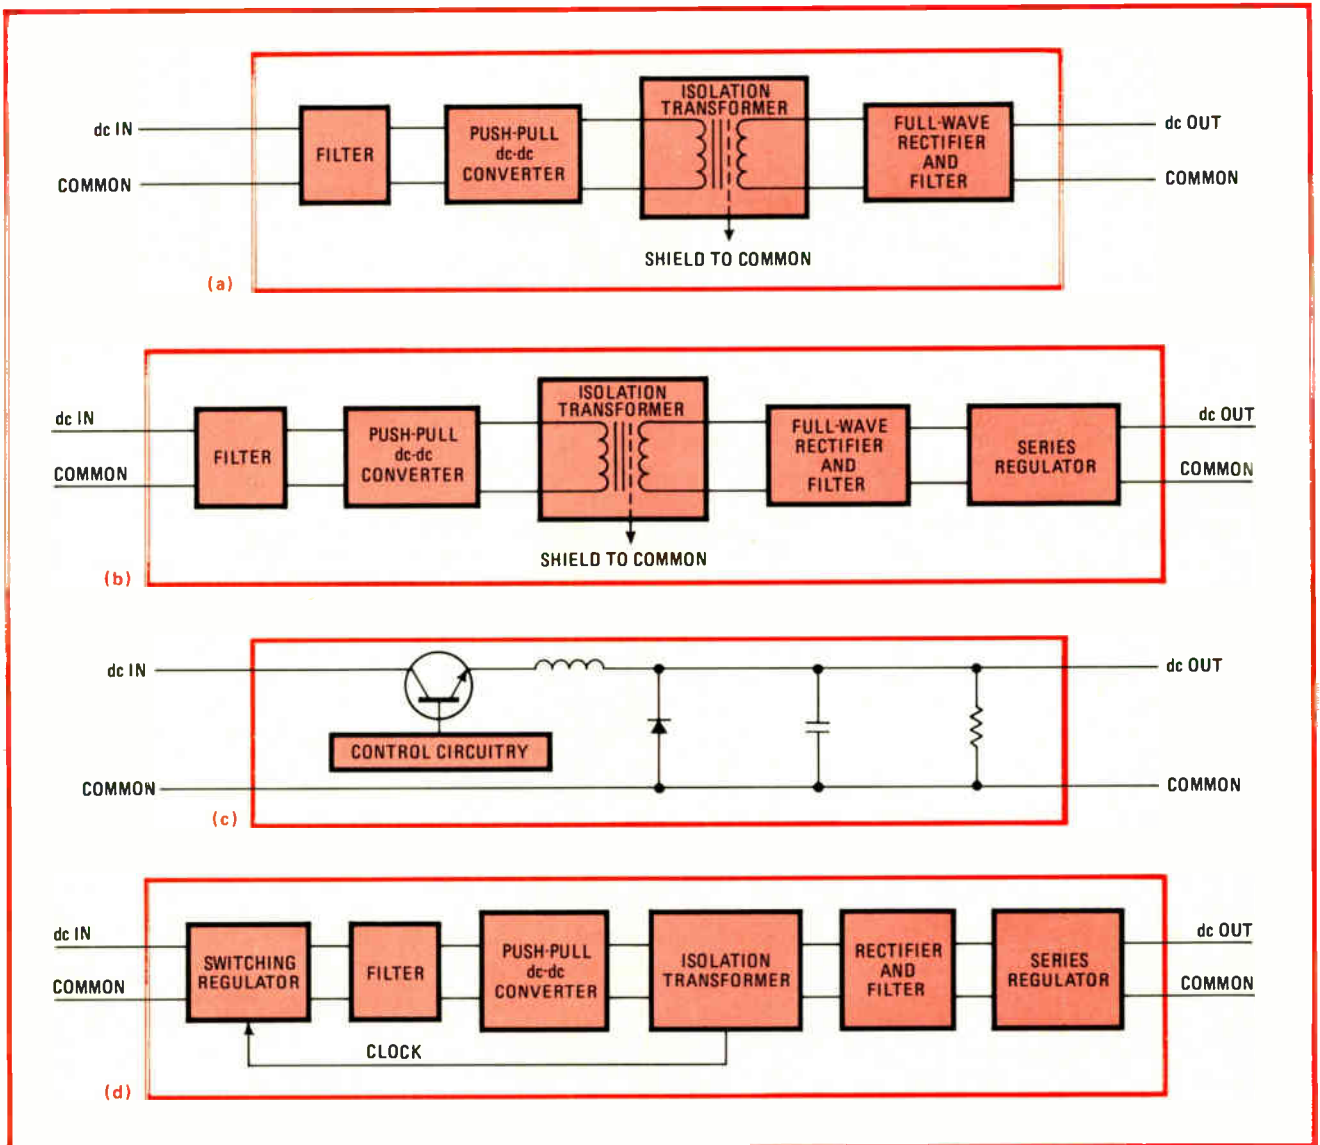 ISOLATION
TRANSFORMER
dc IN
FILTER
PUSH-PULL
dc-dc
CONVERTER
FULL-WAVE
RECTIFIER
AND
FILTER
dc OUT
COMMON
COMMON
SHIELD TO COMMON
(a)
ISOLATION
TRANSFORMER
dc IN
COMMON
FILTER
PUSH-PULL
dc-dc
CONVERTER
FULL-WAVE
RECTIFIER
AND
FILTER
SERIES
REGULATOR
dc OUT
COMMON
SHIELD TO COMMON
(b)
dc IN
dc OUT
CONTROL CIRCUITRY
COMMON
COMMON
(c)
dc IN
COMMON
SWITCHING
REGULATOR
FILTER
PUSH-PULL
dc-dc
CONVERTER
ISOLATION
TRANSFORMER
RECTIFIER
AND
FILTER
SERIES
REGULATOR
dc OUT
COMMON
CLOCK
(d)